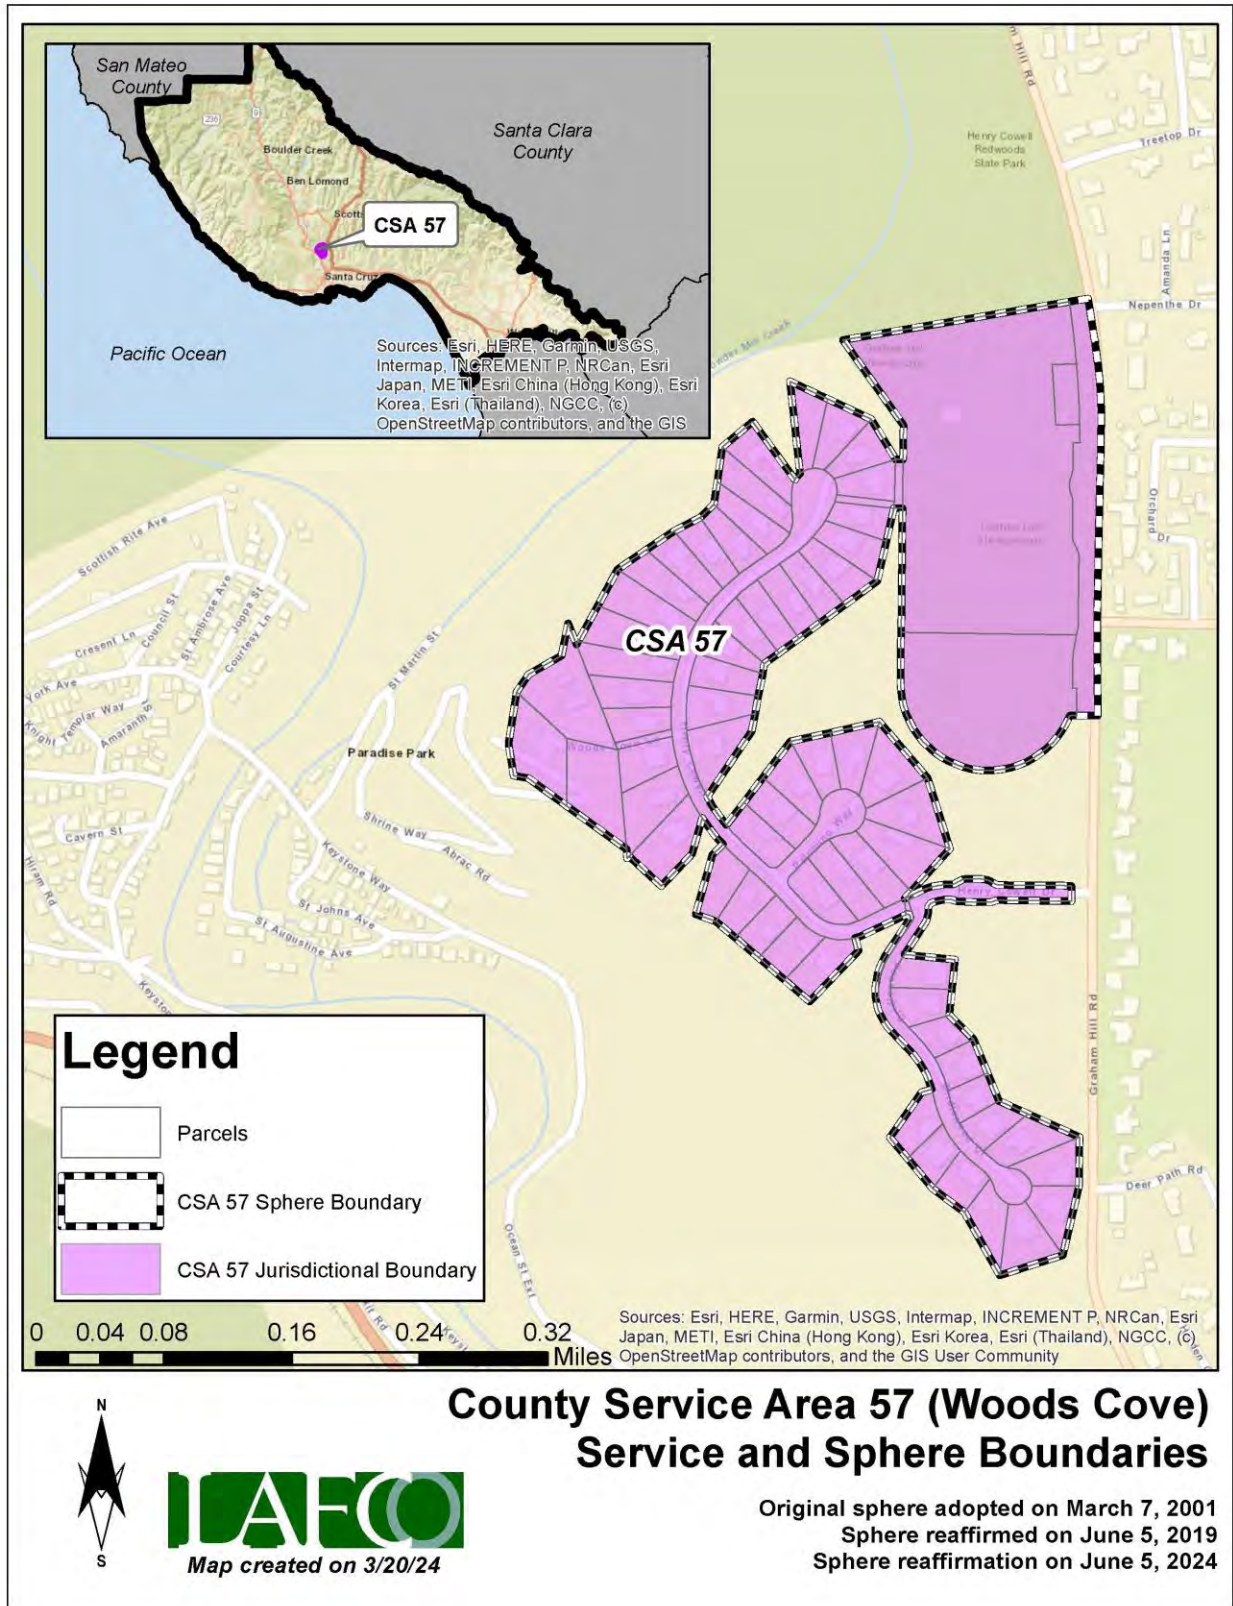 San Mateo
County
Santa Clara
County
236
9
Boulder Creek
Ben Lomond
CSA 57
Santa Cruz
Pacific Ocean
Sources: Esri, HERE, Garmin, USGS,
Intermap, INCREMENT P, NRCan, Esri
Japan, METI, Esri China (Hong Kong), Esri
Korea, Esri (Thailand), NGCC, (c)
OpenStreetMap contributors, and the GIS
m Hill Rd
Henry Cowell
Redwoods
State Park
Treetop Dr
Amanda Ln
Nepenthe Dr
Orchard Dr
Scottish Rite Ave
Cresent Ln
Council St
St Ambrose Ave
Joppa St
Courtesy Ln
York Ave
Knight
Templar Way
Amaranth St
St Martin St
CSA 57
Paradise Park
Shrine Way
Abrac Rd
Cavern St
Hiram Rd
Keystone Way
St Johns Ave
St Augustine Ave
Keyston
Henry Cowell Dr
Graham Hill Rd
Deer Path Rd
Ocean St Ext
Legend
Parcels
CSA 57 Sphere Boundary
CSA 57 Jurisdictional Boundary
0 0.04 0.08 0.16 0.24 0.32
Miles
Sources: Esri, HERE, Garmin, USGS, Intermap, INCREMENT P, NRCan, Esri
Japan, METI, Esri China (Hong Kong), Esri Korea, Esri (Thailand), NGCC, (c)
OpenStreetMap contributors, and the GIS User Community
N
S
LAFCO
Map created on 3/20/24
County Service Area 57 (Woods Cove)
Service and Sphere Boundaries
Original sphere adopted on March 7, 2001
Sphere reaffirmed on June 5, 2019
Sphere reaffirmation on June 5, 2024